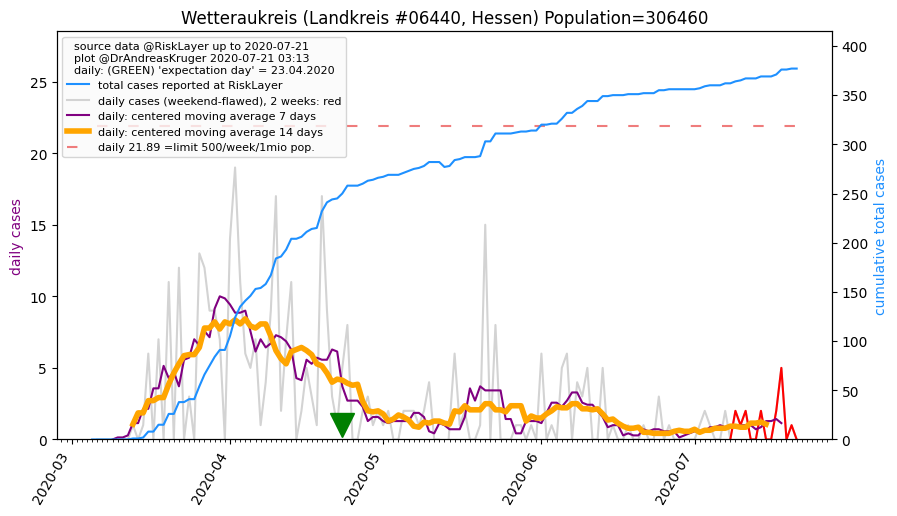 Wetteraukreis (Landkreis #06440, Hessen) Population=306460
source data @RiskLayer up to 2020-07-21
plot @DrAndreasKruger 2020-07-21 03:13
daily: (GREEN) 'expectation day' = 23.04.2020
total cases reported at RiskLayer
daily cases (weekend-flawed), 2 weeks: red
daily: centered moving average 7 days
daily: centered moving average 14 days
daily 21.89 =limit 500/week/1mio pop.
daily cases
25
20
15
10
5
0
400
350
300
250
200
150
100
50
0
cumulative total cases
2020-03
2020-04
2020-05
2020-06
2020-07